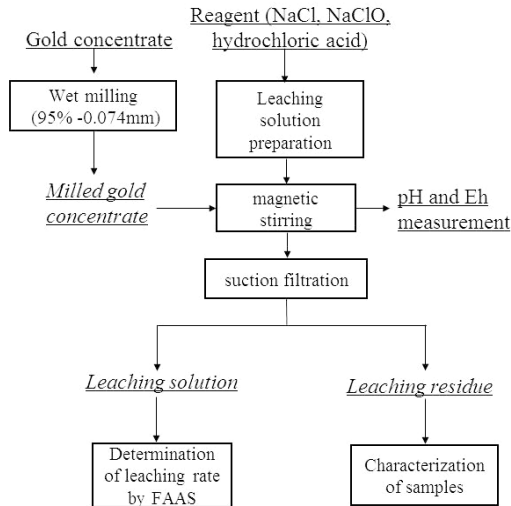 Reagent (NaCl, NaClO,
hydrochloric acid)
Gold concentrate
Wet milling
(95% -0.074mm)
Leaching
solution
preparation
Milled gold
concentrate
magnetic
stirring
pH and Eh
measurement
suction filtration
Leaching solution
Leaching residue
Determination
of leaching rate
by FAAS
Characterization
of samples